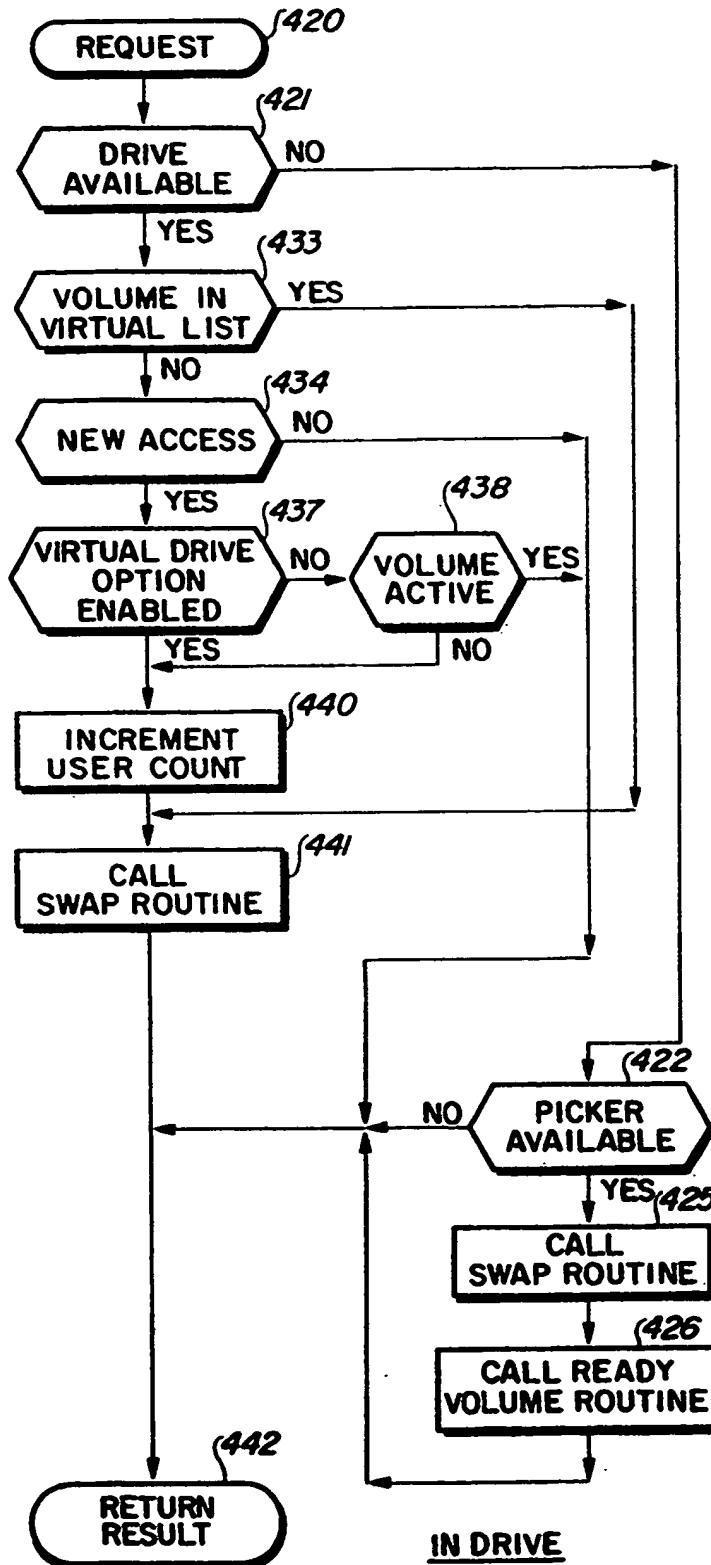 420
REQUEST
421
DRIVE
AVAILABLE
NO
YES
433
VOLUME IN
VIRTUAL LIST
YES
NO
434
NEW ACCESS
NO
YES
437
VIRTUAL DRIVE
OPTION
ENABLED
NO
YES
438
VOLUME
ACTIVE
YES
NO
440
INCREMENT
USER COUNT
441
CALL
SWAP ROUTINE
422
PICKER
AVAILABLE
NO
YES
425
CALL
SWAP ROUTINE
426
CALL READY
VOLUME ROUTINE
442
RETURN
RESULT
IN DRIVE